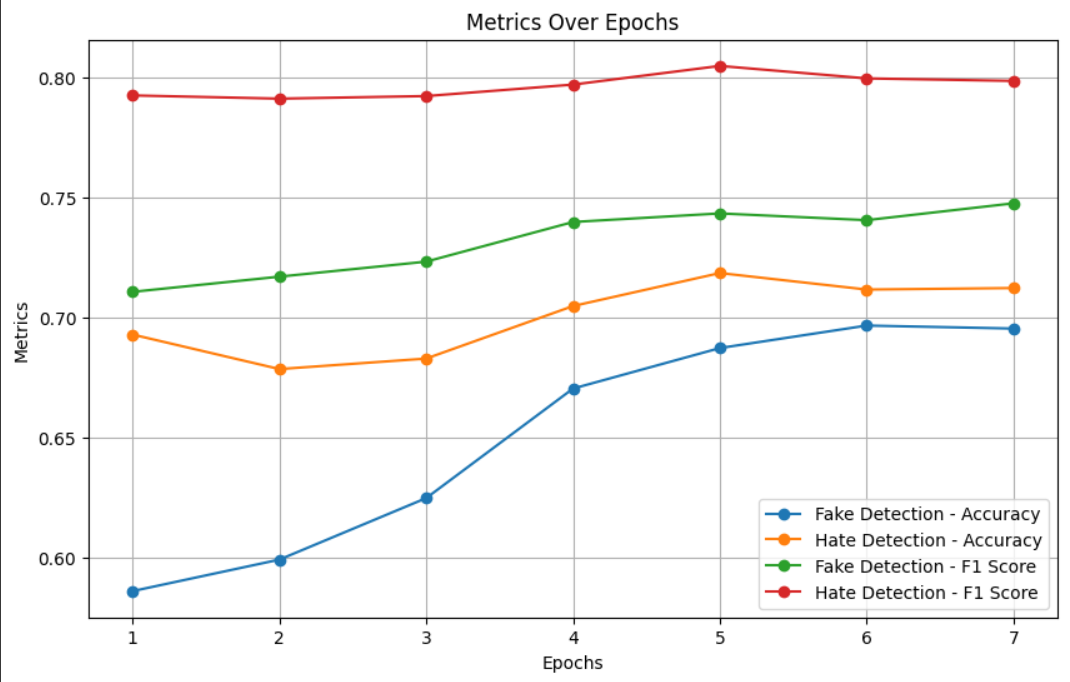 Metrics Over Epochs
0.80
0.75
0.70
0.65
0.60
Metrics
1 2 3 4 5 6 7
Epochs
Fake Detection - Accuracy
Hate Detection - Accuracy
Fake Detection - F1 Score
Hate Detection - F1 Score